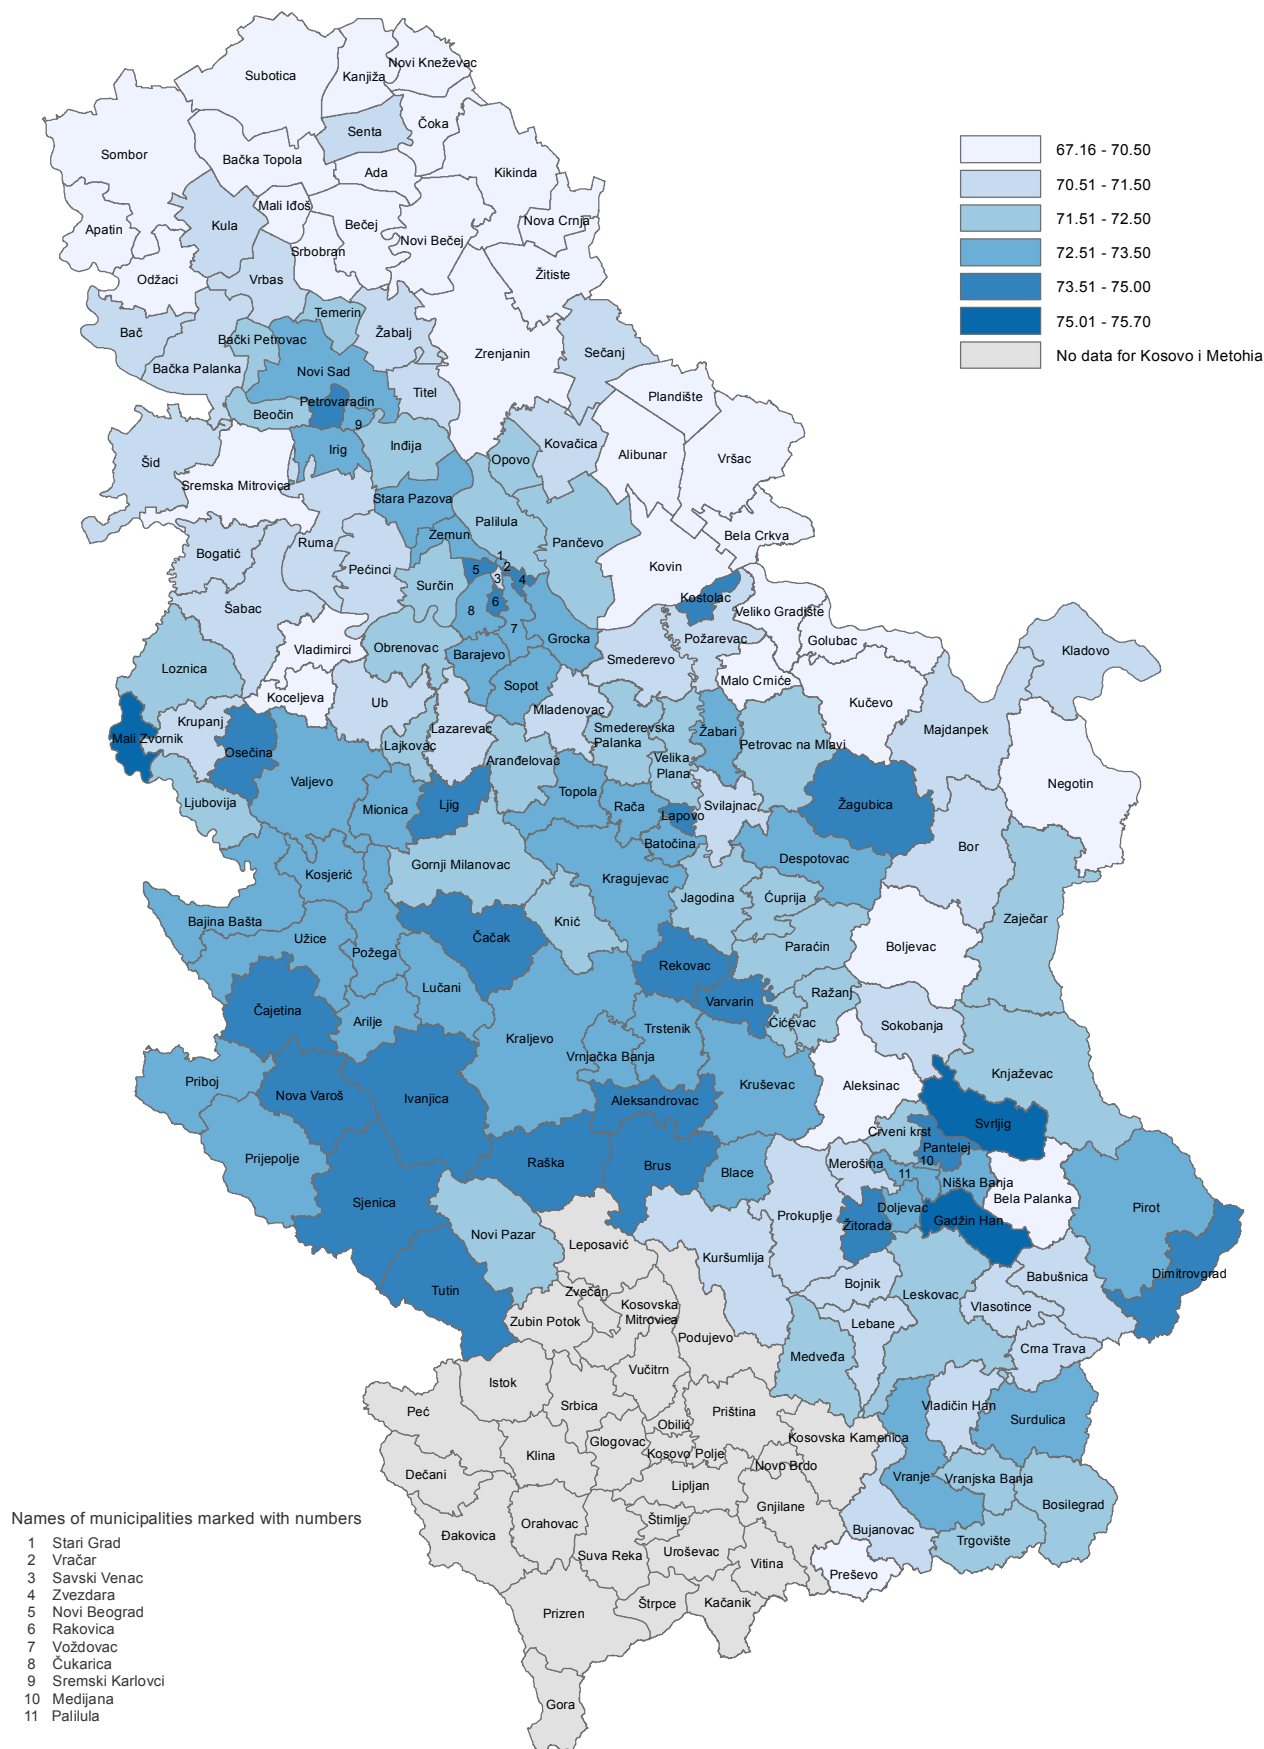 Subotica
Kanjiža
Novi Kneževac
Senta
Čoka
Sombor
Bačka Topola
Ada
Kikinda
Mali Iđoš
Apatin
Kula
Bečej
Nova Crnja
Novi Bečej
Srbobran
Odžaci
Vrbas
Žitište
Temerin
Bač
Bački Petrovac
Žabalj
Zrenjanin
Sečanj
Bačka Palanka
Novi Sad
Titel
Plandište
Petrovaradin
Beočin
9
Irig
Inđija
Opovo
Kovačica
Alibunar
Vršac
Šid
Sremska Mitrovica
Stara Pazova
Palilula
Zemun
Pančevo
Bela Crkva
Ruma
Bogatić
Pećinci
Surčin
1
2
3
4
5
6
7
8
Kovin
Kostolac
Veliko Gradište
Golubac
Šabac
Vladimirci
Obrenovac
Barajevo
Grocka
Smederevo
Požarevac
Malo Crniće
Kučevo
Kladovo
Loznica
Koceljeva
Ub
Sopot
Mladenovac
Majdanpek
Krupanj
Mali Zvornik
Osečina
Lajkovac
Lazarevac
Aranđelovac
Smederevska
Palanka
Velika
Plana
Žabari
Petrovac na Mlavi
Negotin
Ljubovija
Valjevo
Mionica
Ljig
Topola
Rača
Lapovo
Svilajnac
Žagubica
Bor
Batočina
Despotovac
Kosjerić
Gornji Milanovac
Kragujevac
Jagodina
Ćuprija
Zaječar
Bajina Bašta
Užice
Požega
Čačak
Knić
Paraćin
Boljevac
Rekovac
Lučani
Varvarin
Ražanj
Čajetina
Arilje
Kraljevo
Trstenik
Ćićevac
Sokobanja
Vrnjačka Banja
Knjaževac
Priboj
Nova Varoš
Ivanjica
Aleksandrovac
Kruševac
Aleksinac
Svrljig
Crveni krst
Pantelej
10
Prijepolje
Raška
Brus
Blace
Merošina
11
Niška Banja
Bela Palanka
Sjenica
Prokuplje
Žitorađa
Doljevac
Gadžin Han
Pirot
Novi Pazar
Leposavić
Kuršumlija
Bojnik
Babušnica
Dimitrovgrad
Tutin
Zvečan
Zubin Potok
Kosovska
Mitrovica
Podujevo
Leskovac
Vlasotince
Lebane
Crna Trava
Medveđa
Istok
Vučitrn
Peć
Srbica
Obilić
Priština
Vladičin Han
Surdulica
Klina
Glogovac
Kosovo Polje
Kosovska Kamenica
Novo Brdo
Dečani
Lipljan
Vranje
Vranjska Banja
Bosilegrad
Đakovica
Orahovac
Štimlje
Gnjilane
Bujanovac
Trgovište
Suva Reka
Uroševac
Vitina
Preševo
Prizren
Štrpce
Kačanik
Gora
67.16 - 70.50
70.51 - 71.50
71.51 - 72.50
72.51 - 73.50
73.51 - 75.00
75.01 - 75.70
No data for Kosovo i Metohia
Names of municipalities marked with numbers
1 Stari Grad
2 Vračar
3 Savski Venac
4 Zvezdara
5 Novi Beograd
6 Rakovica
7 Voždovac
8 Čukarica
9 Sremski Karlovci
10 Medijana
11 Palilula